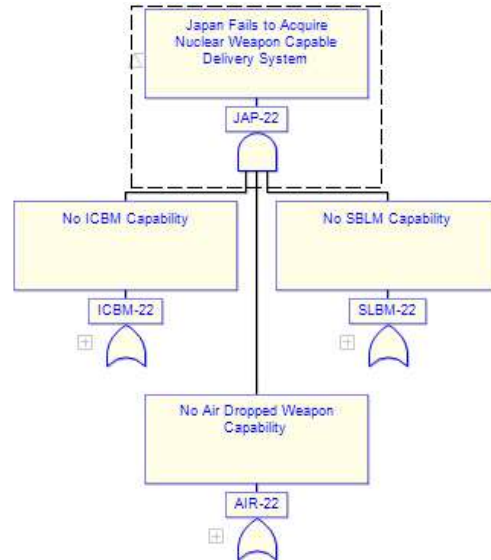 Japan Fails to Acquire
Nuclear Weapon Capable
Delivery System
JAP-22
No ICBM Capability
No SBLM Capability
ICBM-22
SLBM-22
No Air Dropped Weapon
Capability
AIR-22